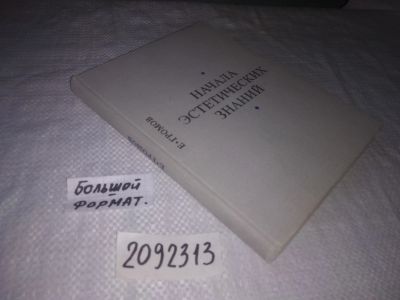 НАЧАЛА
ЭСТЕТИЧЕСКИХ
ЗНАНИЙ
Е·ГРОМОВ
БОЛЬШОЙ
ФОРМАТ.
2092313